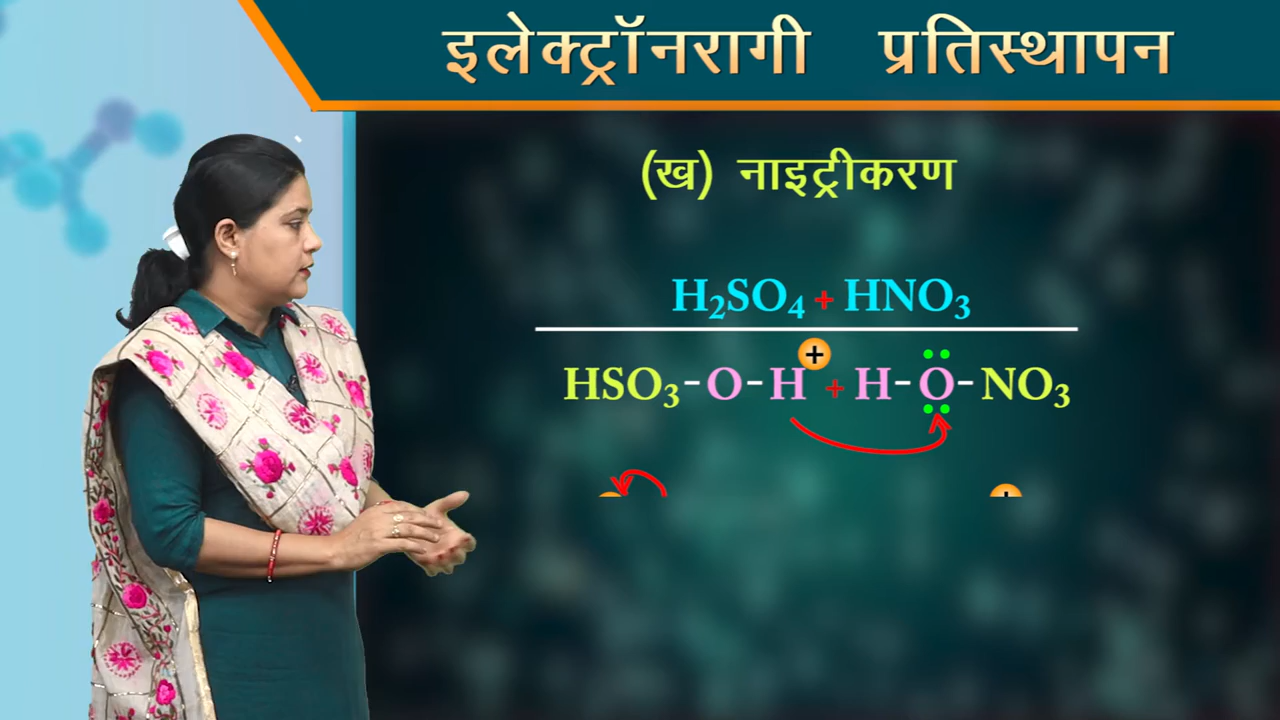 इलेक्ट्रॉनरागी प्रतिस्थापन
(ख) नाइट्रीकरण
H₂SO₄ + HNO₃
HSO₃-O-H⊕ + H-O-NO₃